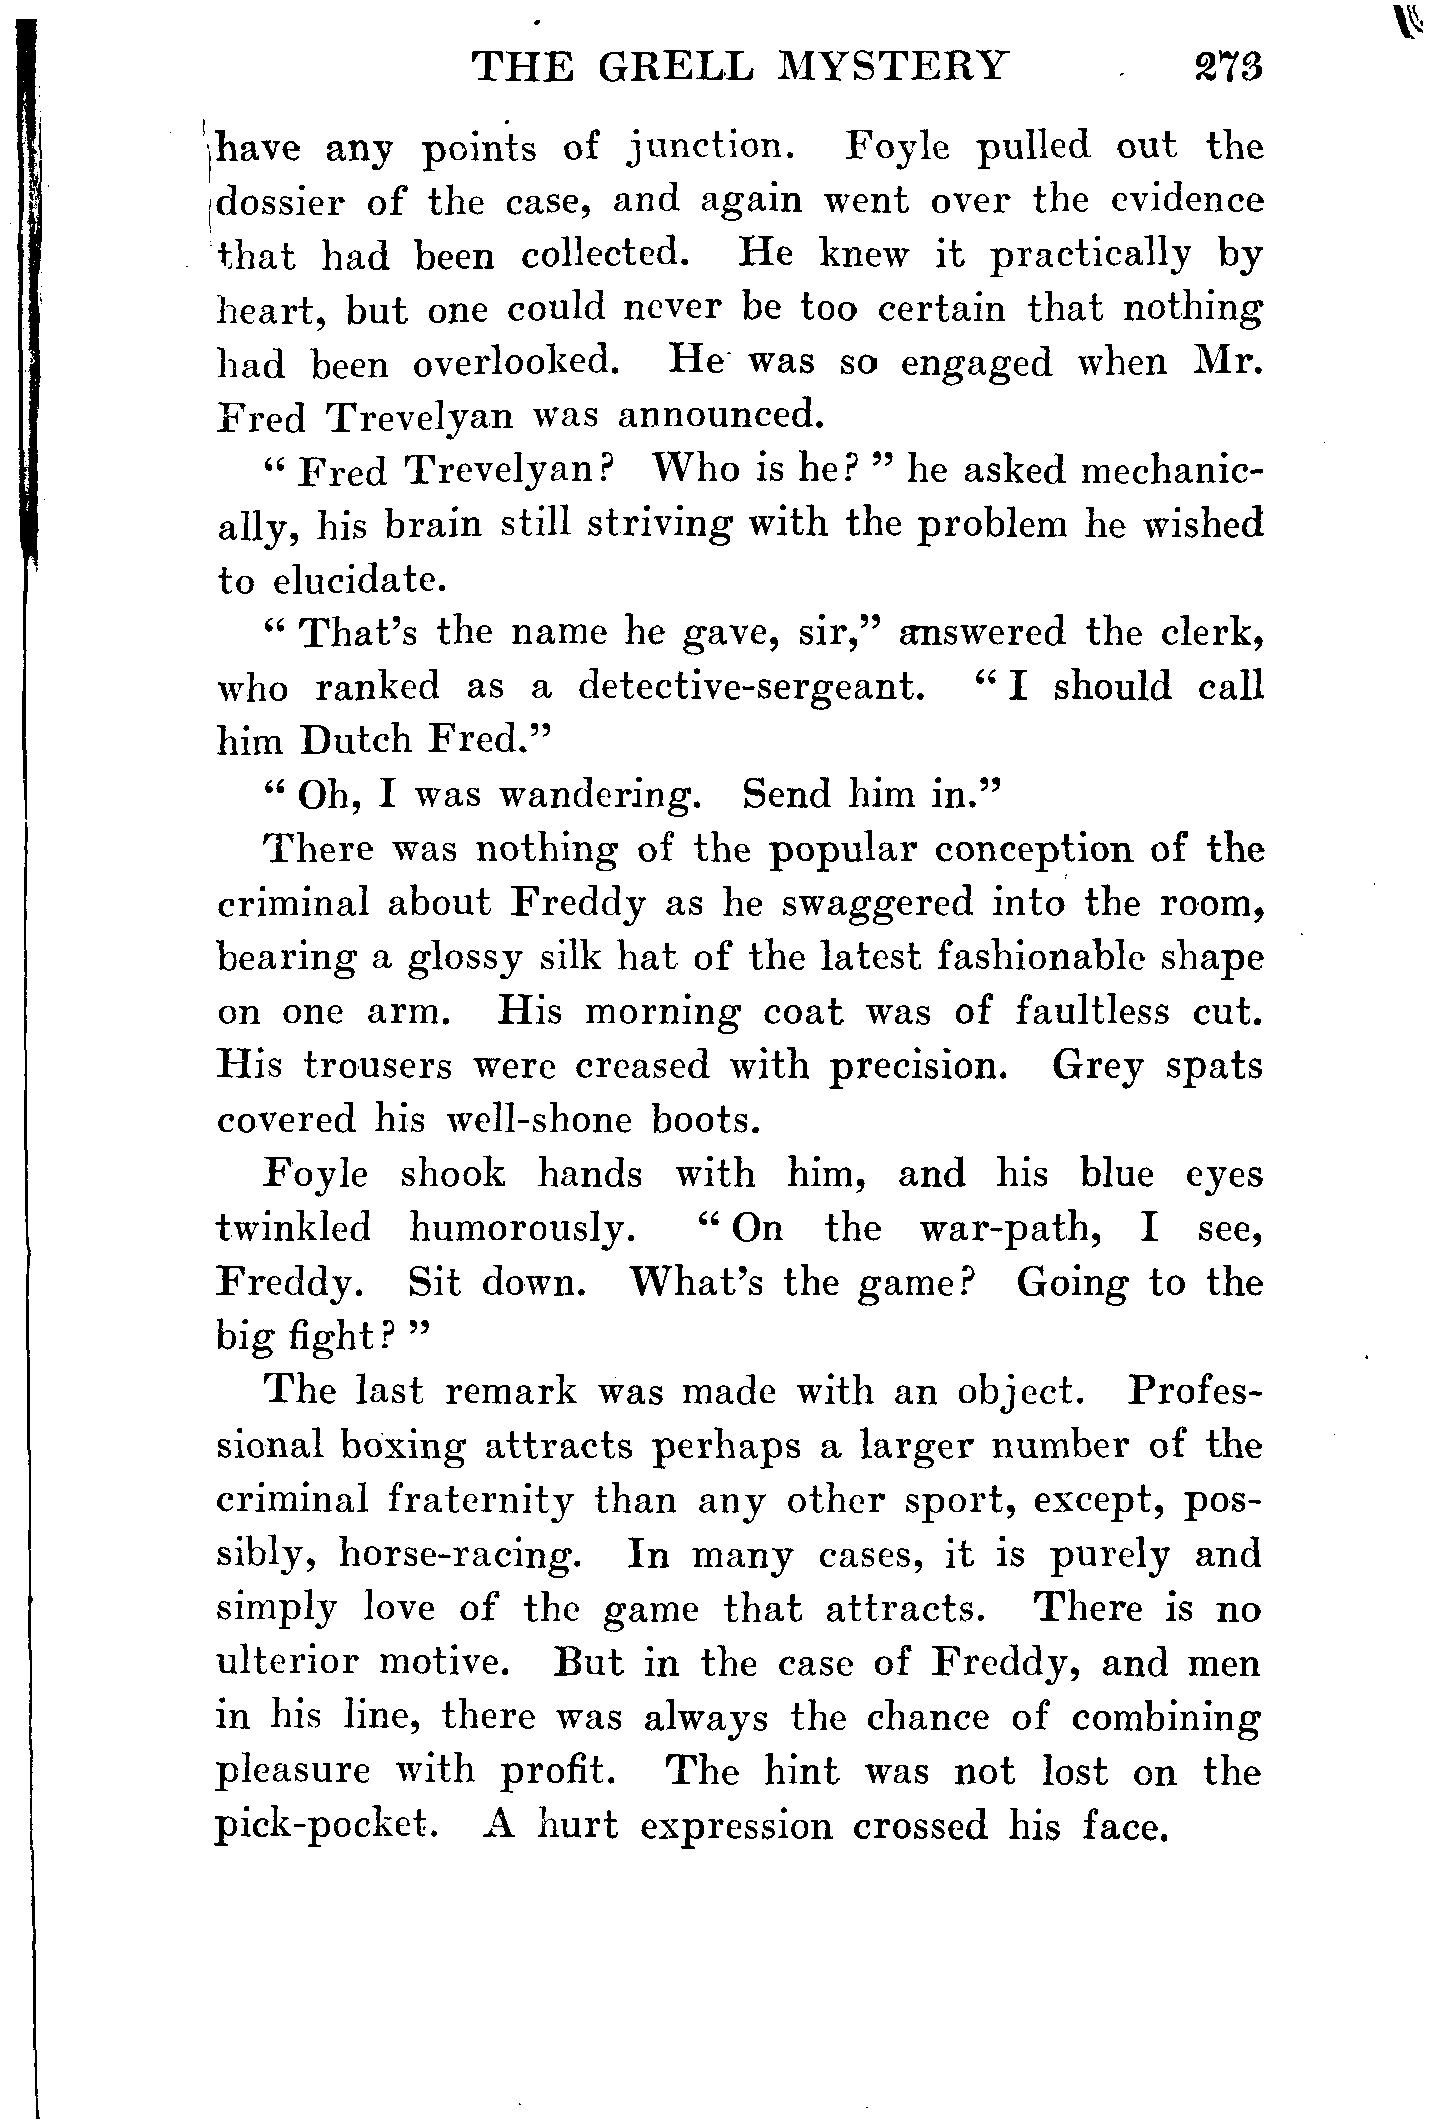 THE GRELL MYSTERY 273
have any points of junction. Foyle pulled out the
dossier of the case, and again went over the evidence
that had been collected. He knew it practically by
heart, but one could never be too certain that nothing
had been overlooked. He was so engaged when Mr.
Fred Trevelyan was announced.
“Fred Trevelyan? Who is he?” he asked mechanic-
ally, his brain still striving with the problem he wished
to elucidate.
“That’s the name he gave, sir,” answered the clerk,
who ranked as a detective-sergeant. “I should call
him Dutch Fred.”
“Oh, I was wandering. Send him in.”
There was nothing of the popular conception of the
criminal about Freddy as he swaggered into the room,
bearing a glossy silk hat of the latest fashionable shape
on one arm. His morning coat was of faultless cut.
His trousers were creased with precision. Grey spats
covered his well-shone boots.
Foyle shook hands with him, and his blue eyes
twinkled humorously. “On the war-path, I see,
Freddy. Sit down. What’s the game? Going to the
big fight?”
The last remark was made with an object. Profes-
sional boxing attracts perhaps a larger number of the
criminal fraternity than any other sport, except, pos-
sibly, horse-racing. In many cases, it is purely and
simply love of the game that attracts. There is no
ulterior motive. But in the case of Freddy, and men
in his line, there was always the chance of combining
pleasure with profit. The hint was not lost on the
pick-pocket. A hurt expression crossed his face.